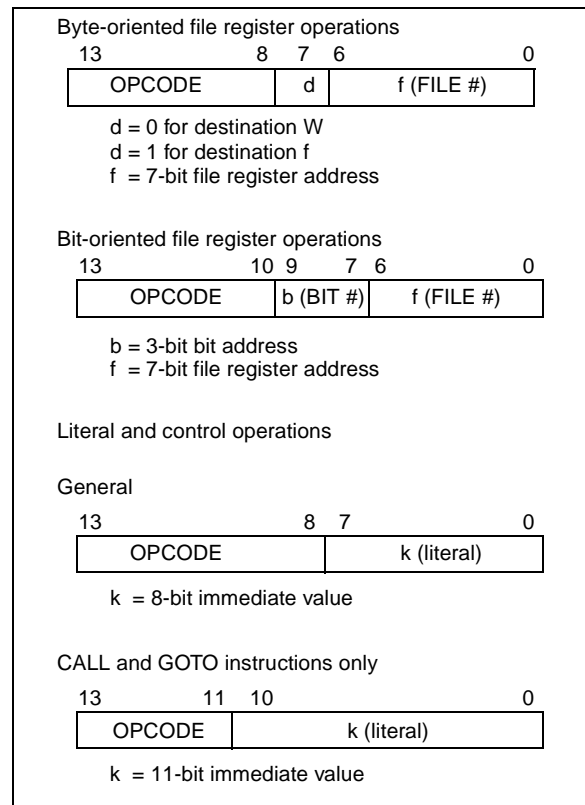 Byte-oriented file register operations
13 8 7 6 0
OPCODE d f (FILE #)
d = 0 for destination W
d = 1 for destination f
f = 7-bit file register address
Bit-oriented file register operations
13 10 9 7 6 0
OPCODE b (BIT #) f (FILE #)
b = 3-bit bit address
f = 7-bit file register address
Literal and control operations
General
13 8 7 0
OPCODE k (literal)
k = 8-bit immediate value
CALL and GOTO instructions only
13 11 10 0
OPCODE k (literal)
k = 11-bit immediate value